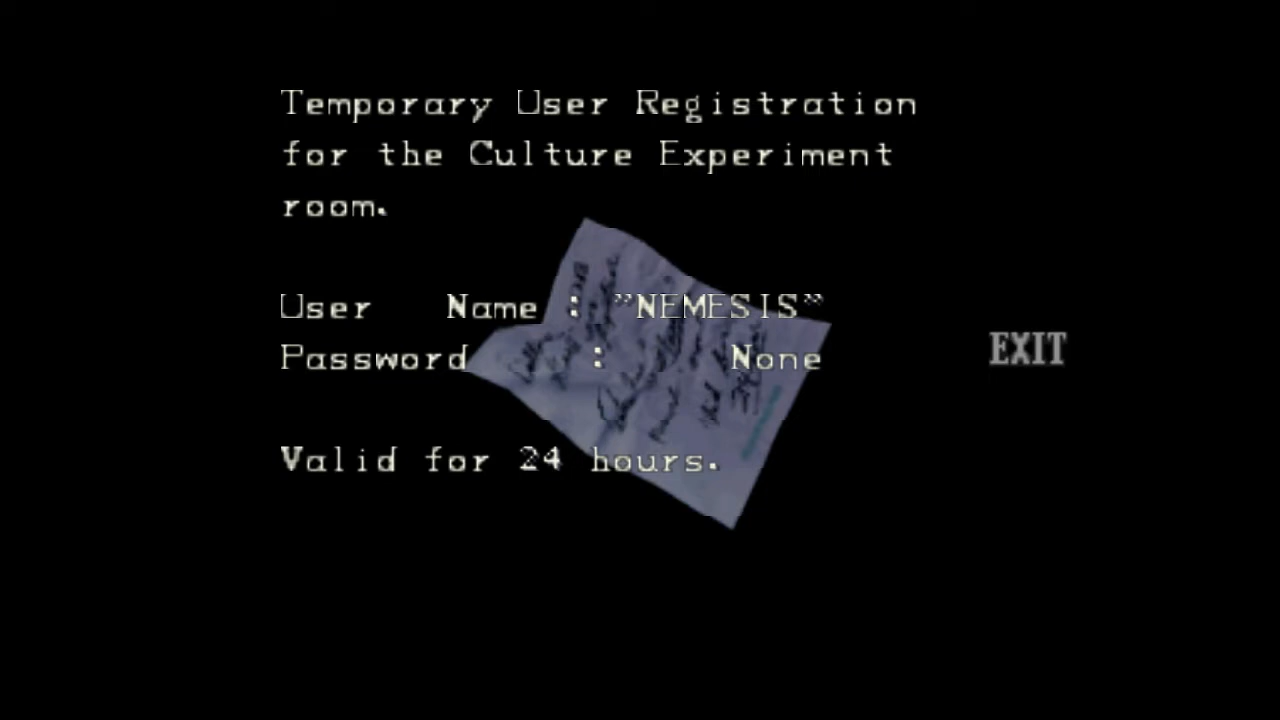 Temporary User Registration
for the Culture Experiment
room.
User Name : ”NEMESIS”
Password : None
EXIT
Valid for 24 hours.